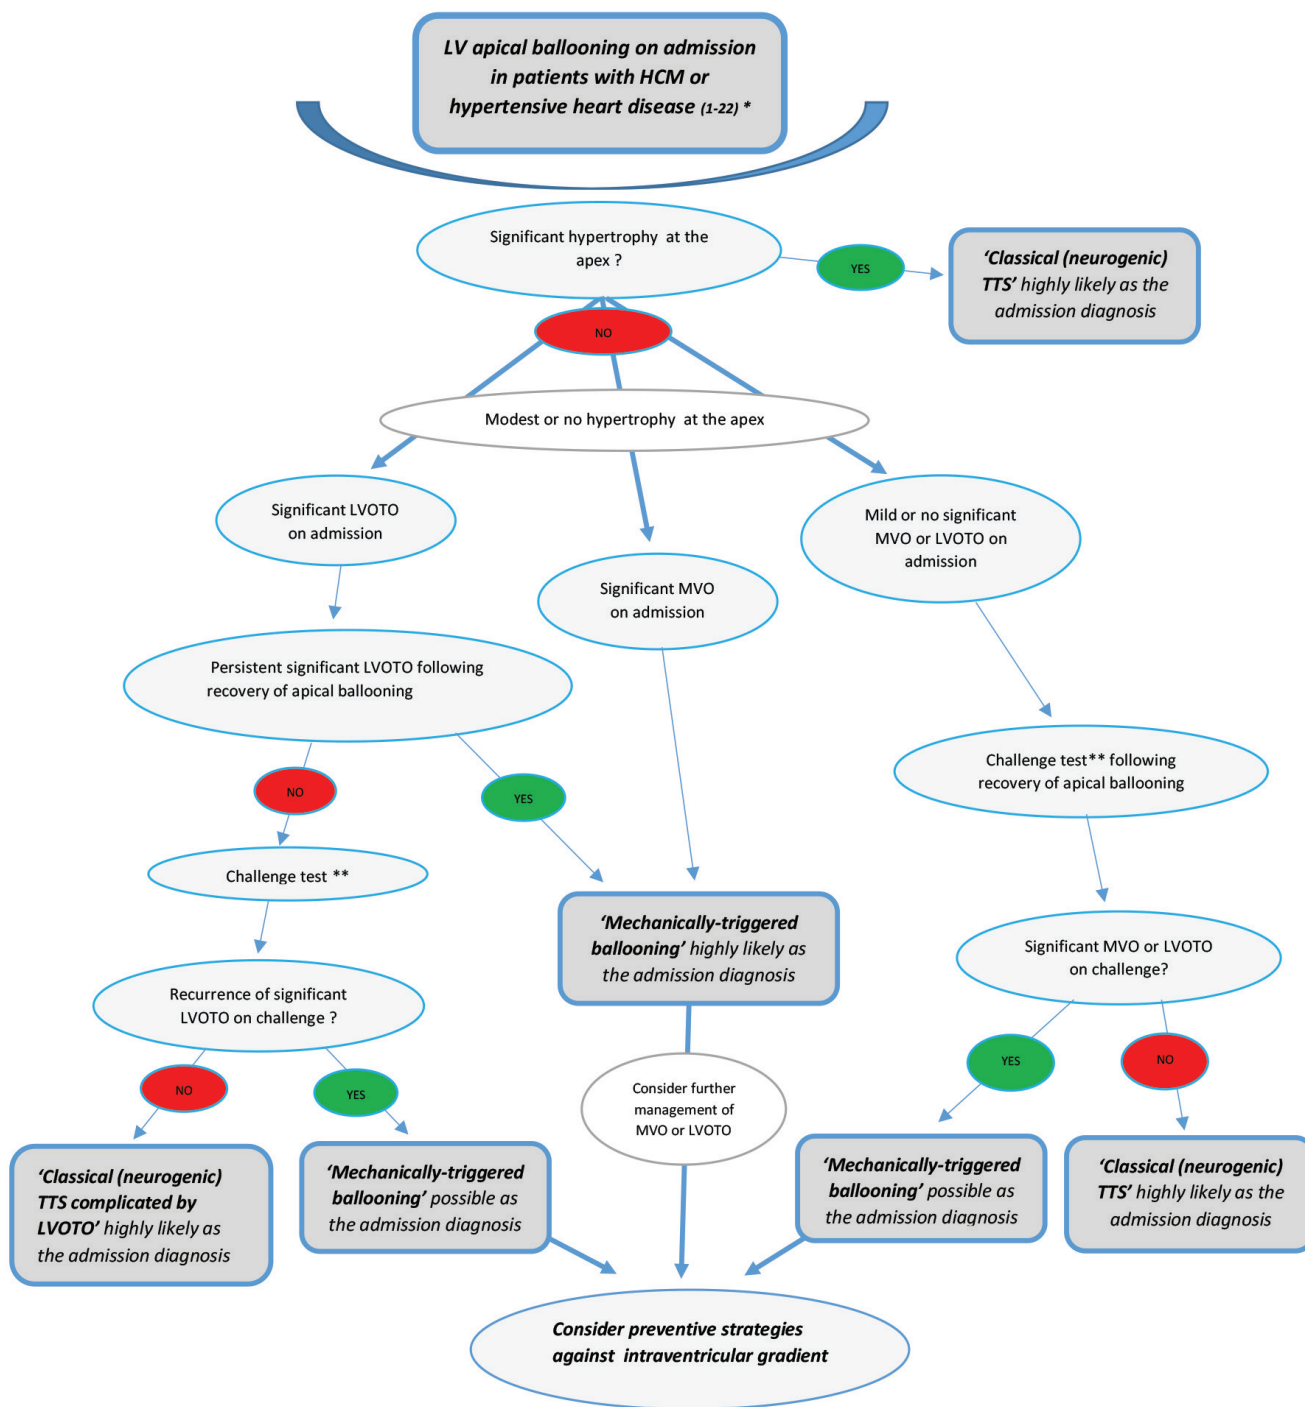 LV apical ballooning on admission
in patients with HCM or
hypertensive heart disease (1-22) *
Significant hypertrophy at the
apex ?
YES
‘Classical (neurogenic)
TTS’ highly likely as the
admission diagnosis
NO
Modest or no hypertrophy at the apex
Significant LVOTO
on admission
Significant MVO
on admission
Mild or no significant
MVO or LVOTO on
admission
Persistent significant LVOTO following
recovery of apical ballooning
NO
YES
Challenge test** following
recovery of apical ballooning
Challenge test **
‘Mechanically-triggered
ballooning’ highly likely as
the admission diagnosis
Significant MVO or LVOTO
on challenge?
Recurrence of significant
LVOTO on challenge ?
NO
YES
Consider further
management of
MVO or LVOTO
YES
NO
‘Classical (neurogenic)
TTS complicated by
LVOTO’ highly likely as
the admission diagnosis
‘Mechanically-triggered
ballooning’ possible as
the admission diagnosis
‘Mechanically-triggered
ballooning’ possible as
the admission diagnosis
‘Classical (neurogenic)
TTS’ highly likely as the
admission diagnosis
Consider preventive strategies
against intraventricular gradient